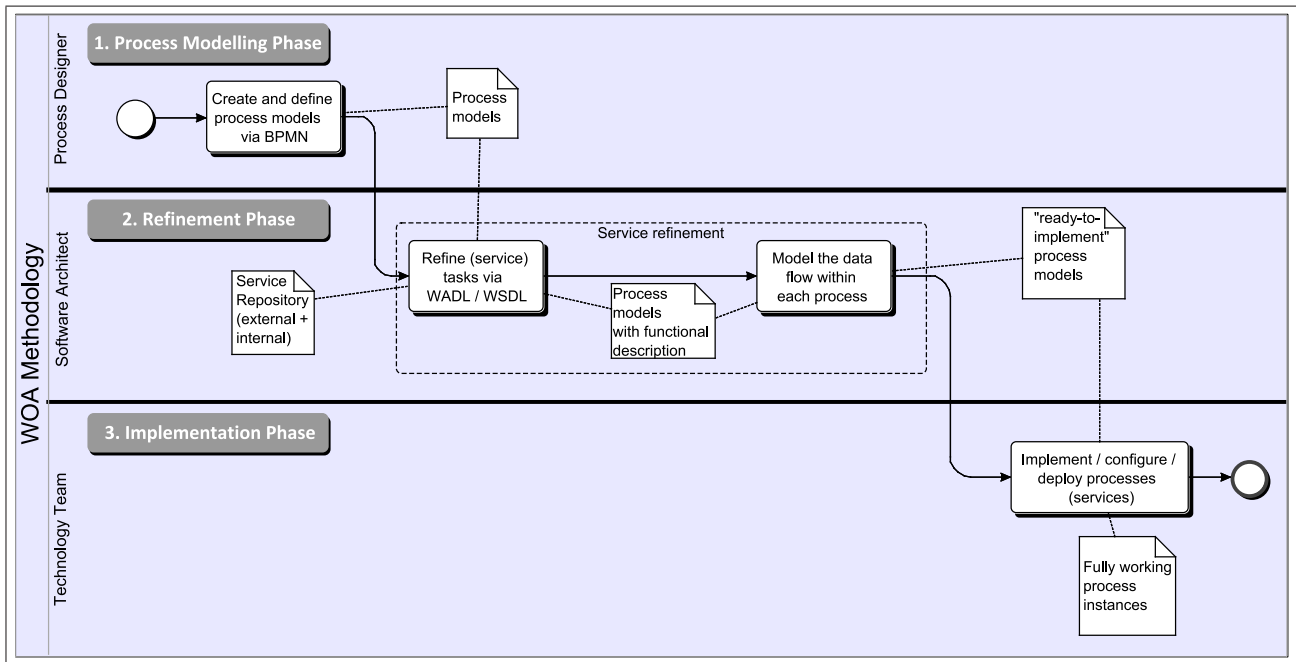 WOA Methodology
Process Designer
1. Process Modelling Phase
Create and define
process models
via BPMN
Process
models
Software Architect
2. Refinement Phase
Service refinement
Service
Repository
(external +
internal)
Refine (service)
tasks via
WADL / WSDL
Process
models
with functional
description
Model the data
flow within
each process
"ready-to-
implement"
process
models
Technology Team
3. Implementation Phase
Implement / configure /
deploy processes
(services)
Fully working
process
instances